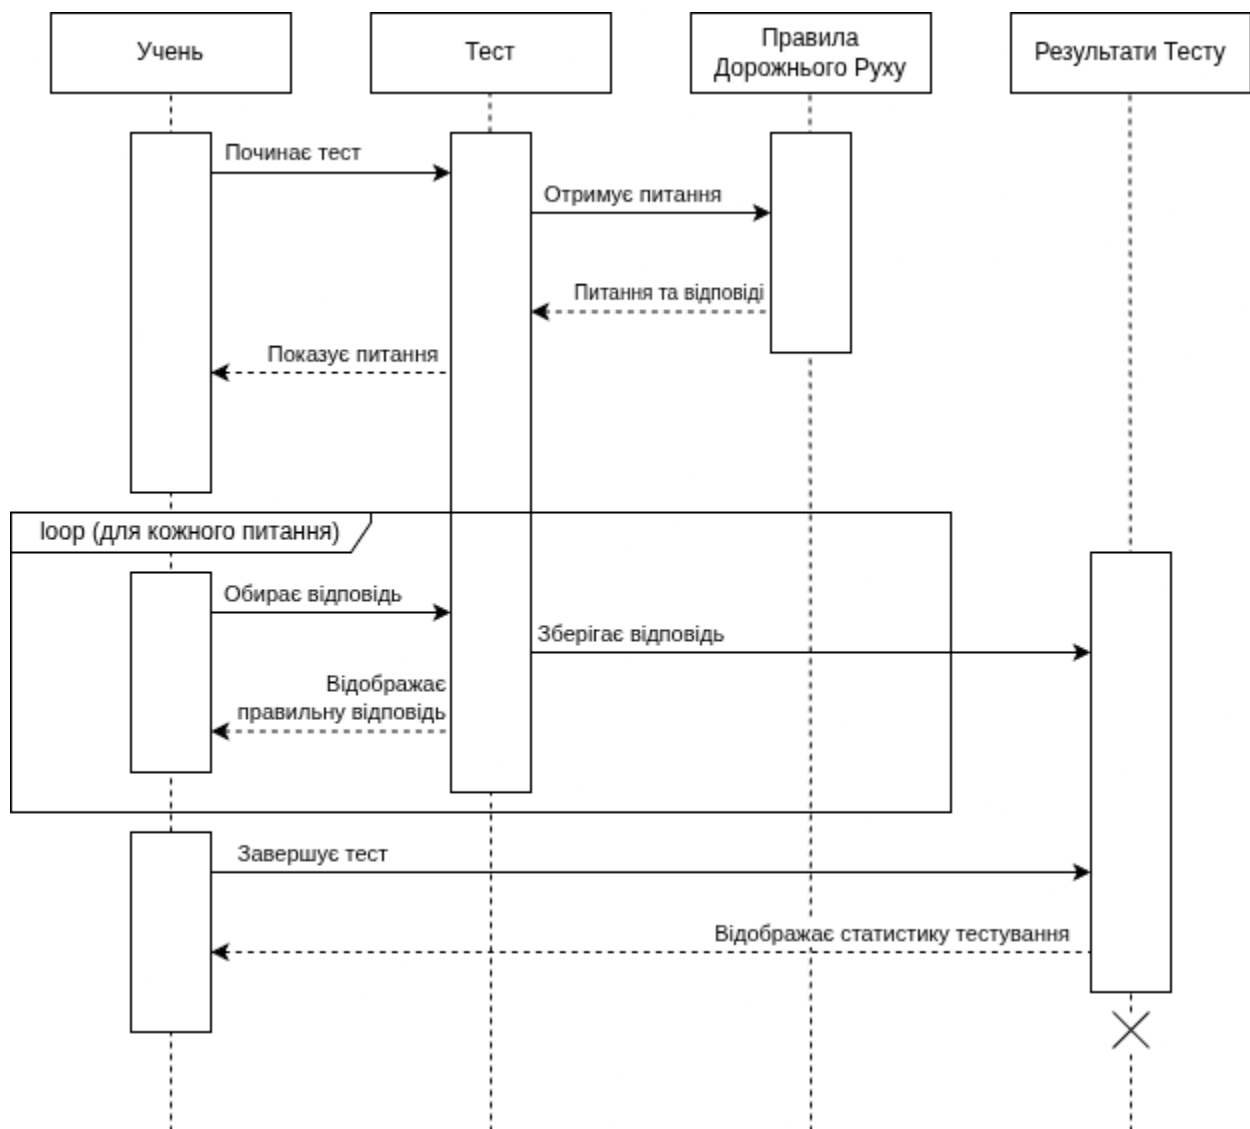 Учень
Тест
Правила
Дорожнього Руху
Результати Тесту
Починає тест
Отримує питання
Питання та відповіді
Показує питання
loop (для кожного питання)
Обирає відповідь
Зберігає відповідь
Відображає
правильну відповідь
Завершує тест
Відображає статистику тестування